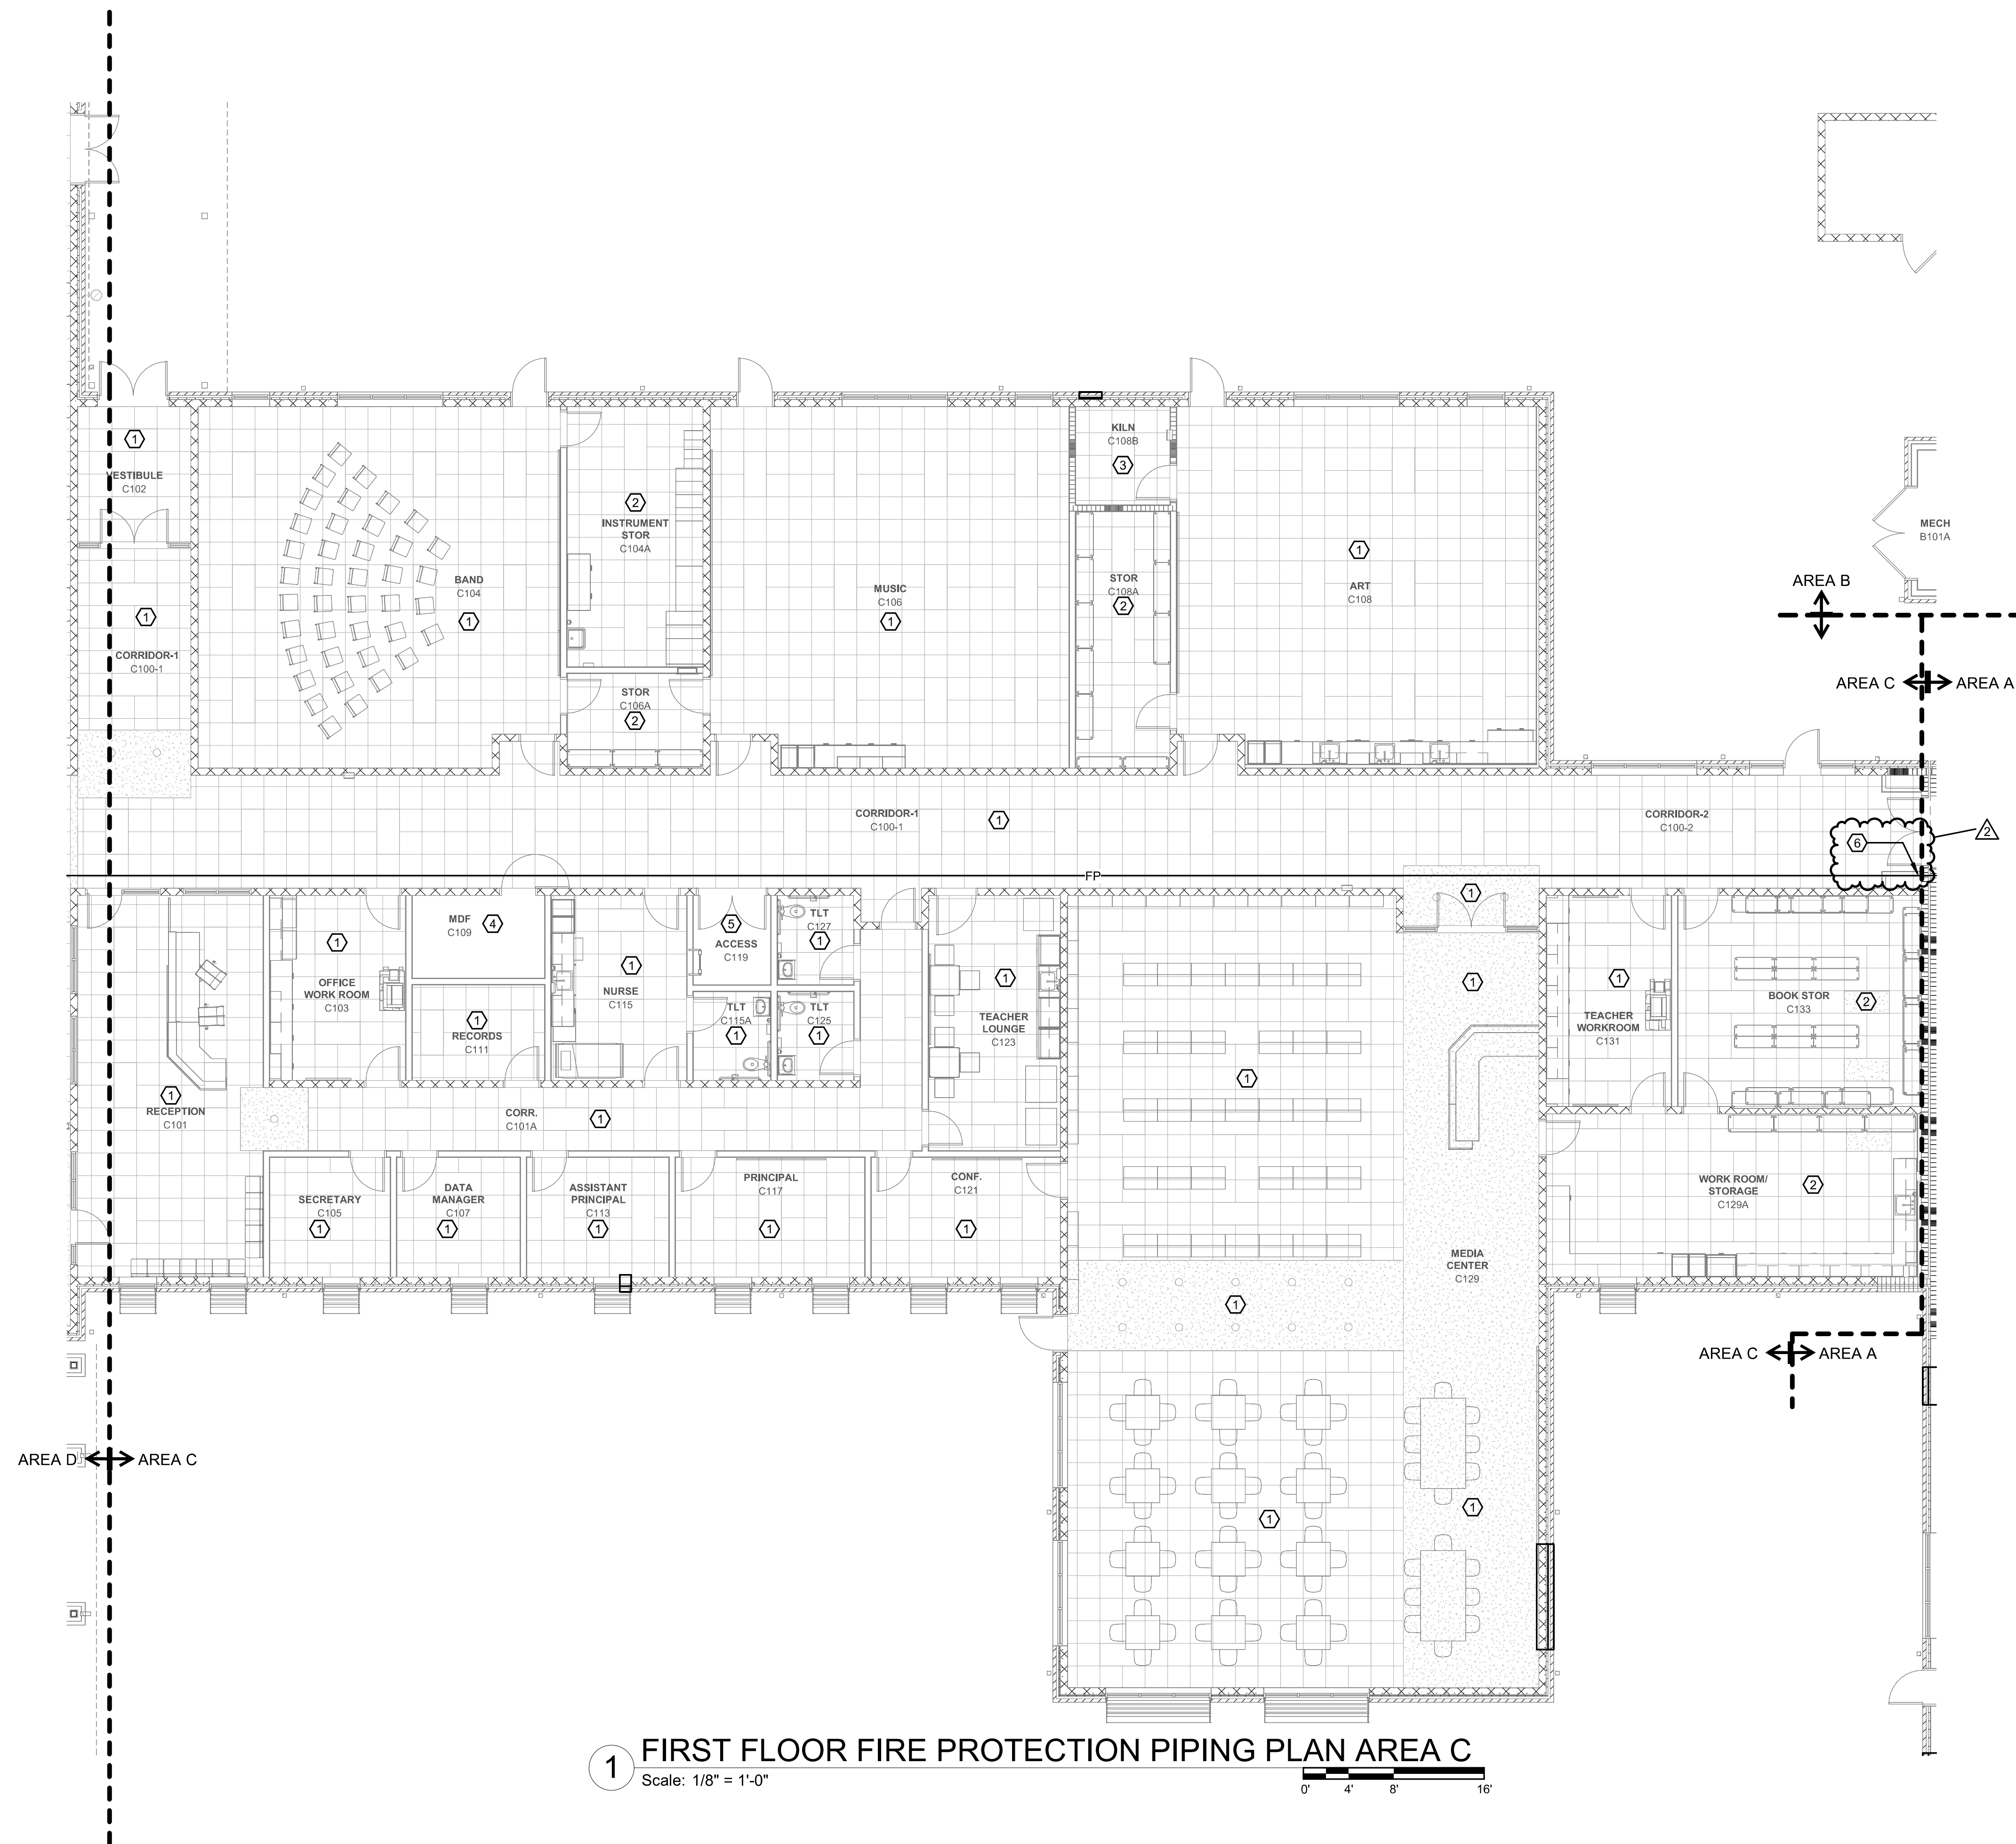 AREA B
AREA C
AREA A
MECH
B101A
KILN
C108B
3
1
VESTIBULE
C102
2
INSTRUMENT
STOR
C104A
BAND
C104
1
MUSIC
C106
1
STOR
C108A
2
1
ART
C108
1
CORRIDOR-1
C100-1
STOR
C106A
2
CORRIDOR-1
C100-1
1
CORRIDOR-2
C100-2
6
2
FP
1
MDF
C109
4
5
ACCESS
C119
TLT
C127
1
1
OFFICE
WORK ROOM
C103
1
NURSE
C115
1
TEACHER
LOUNGE
C123
1
1
TEACHER
WORKROOM
C131
BOOK STOR
C133
2
1
RECORDS
C111
TLT
C115A
1
TLT
C125
1
1
1
RECEPTION
C101
CORR.
C101A
1
SECRETARY
C105
1
DATA
MANAGER
C107
1
ASSISTANT
PRINCIPAL
C113
1
PRINCIPAL
C117
1
CONF.
C121
1
WORK ROOM/
STORAGE
C129A
2
MEDIA
CENTER
C129
1
AREA C
AREA A
AREA D
AREA C
1
1
1
FIRST FLOOR FIRE PROTECTION PIPING PLAN AREA C
Scale: 1/8" = 1'-0"
0' 4' 8' 16'